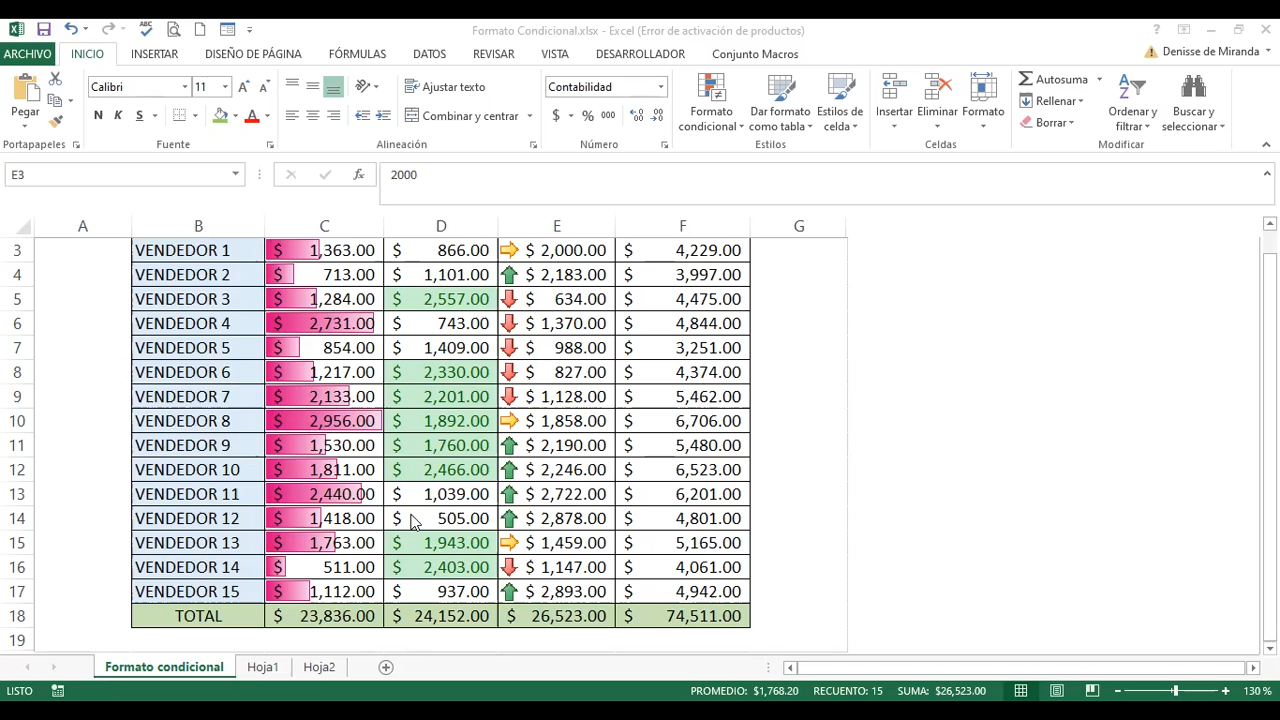 Formato Condicional.xlsx - Excel (Error de activación de productos)
ARCHIVO INICIO INSERTAR DISEÑO DE PÁGINA FÓRMULAS DATOS REVISAR VISTA DESARROLLADOR Conjunto Macros Denisse de Miranda
Pegar
Portapapeles
Calibri 11
N K S A
Fuente
Ajustar texto
Combinar y centrar
Alineación
Contabilidad
$ % 000
Número
Formato condicional
Dar formato como tabla
Estilos de celda
Estilos
Insertar Eliminar Formato
Celdas
Autosuma
Rellenar
Borrar
Ordenar y filtrar
Buscar y seleccionar
Modificar
E3 fx 2000
A B C D E F G
3 VENDEDOR 1 $ 1,363.00 $ 866.00 $ 2,000.00 $ 4,229.00
4 VENDEDOR 2 $ 713.00 $ 1,101.00 $ 2,183.00 $ 3,997.00
5 VENDEDOR 3 $ 1,284.00 $ 2,557.00 $ 634.00 $ 4,475.00
6 VENDEDOR 4 $ 2,731.00 $ 743.00 $ 1,370.00 $ 4,844.00
7 VENDEDOR 5 $ 854.00 $ 1,409.00 $ 988.00 $ 3,251.00
8 VENDEDOR 6 $ 1,217.00 $ 2,330.00 $ 827.00 $ 4,374.00
9 VENDEDOR 7 $ 2,133.00 $ 2,201.00 $ 1,128.00 $ 5,462.00
10 VENDEDOR 8 $ 2,956.00 $ 1,892.00 $ 1,858.00 $ 6,706.00
11 VENDEDOR 9 $ 1,530.00 $ 1,760.00 $ 2,190.00 $ 5,480.00
12 VENDEDOR 10 $ 1,811.00 $ 2,466.00 $ 2,246.00 $ 6,523.00
13 VENDEDOR 11 $ 2,440.00 $ 1,039.00 $ 2,722.00 $ 6,201.00
14 VENDEDOR 12 $ 1,418.00 $ 505.00 $ 2,878.00 $ 4,801.00
15 VENDEDOR 13 $ 1,763.00 $ 1,943.00 $ 1,459.00 $ 5,165.00
16 VENDEDOR 14 $ 511.00 $ 2,403.00 $ 1,147.00 $ 4,061.00
17 VENDEDOR 15 $ 1,112.00 $ 937.00 $ 2,893.00 $ 4,942.00
18 TOTAL $ 23,836.00 $ 24,152.00 $ 26,523.00 $ 74,511.00
19
Formato condicional Hoja1 Hoja2
LISTO PROMEDIO: $1,768.20 RECUENTO: 15 SUMA: $26,523.00 130 %